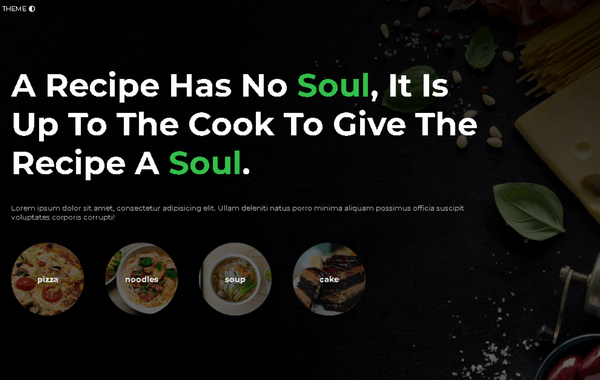 THEME
A Recipe Has No Soul, It Is
Up To The Cook To Give The
Recipe A Soul.
Lorem ipsum dolor sit amet, consectetur adipisicing elit. Ullam deleniti natus porro minima aliquam possimus officia suscipit
voluptates corporis corrupti!
pizza
noodles
soup
cake